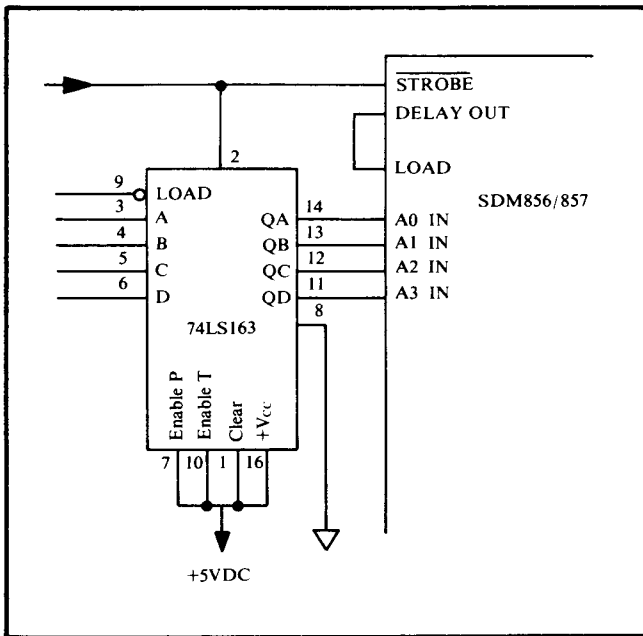 STROBE
DELAY OUT
2
9
LOAD
LOAD
SDM856/857
3
A
QA
14
A0 IN
4
B
QB
13
A1 IN
5
C
QC
12
A2 IN
6
D
QD
11
A3 IN
8
74LS163
Enable P
Enable T
Clear
+Vcc
7
10
1
16
+5VDC